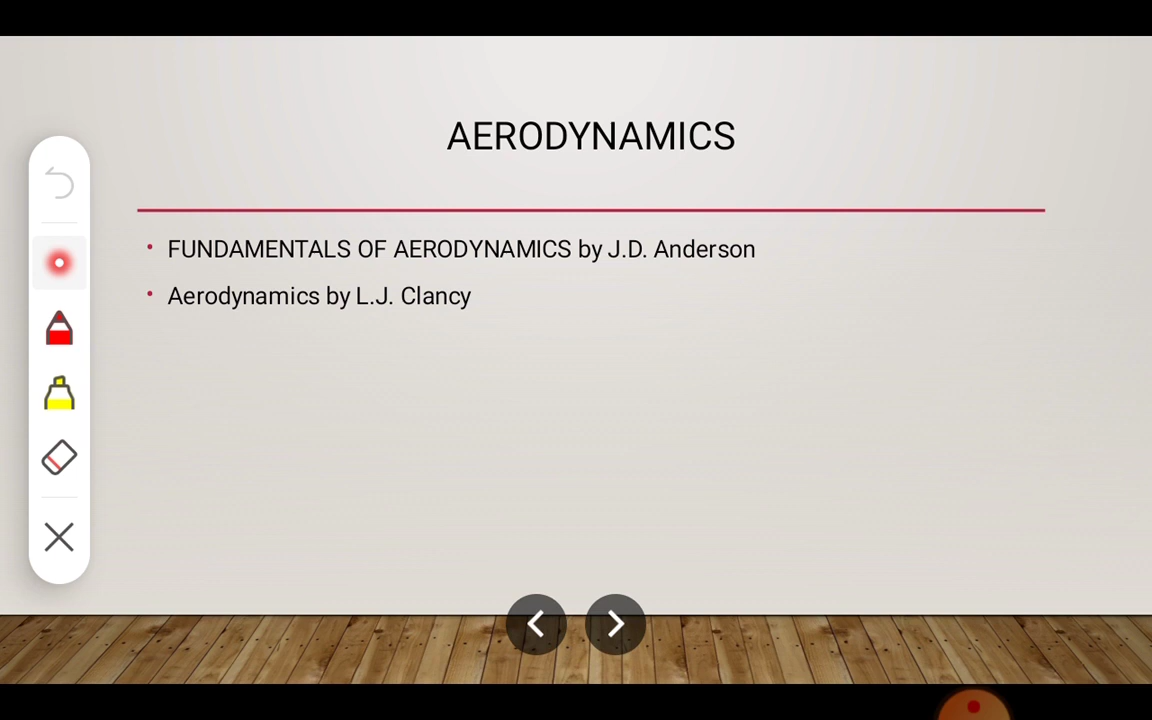 AERODYNAMICS
• FUNDAMENTALS OF AERODYNAMICS by J.D. Anderson
• Aerodynamics by L.J. Clancy